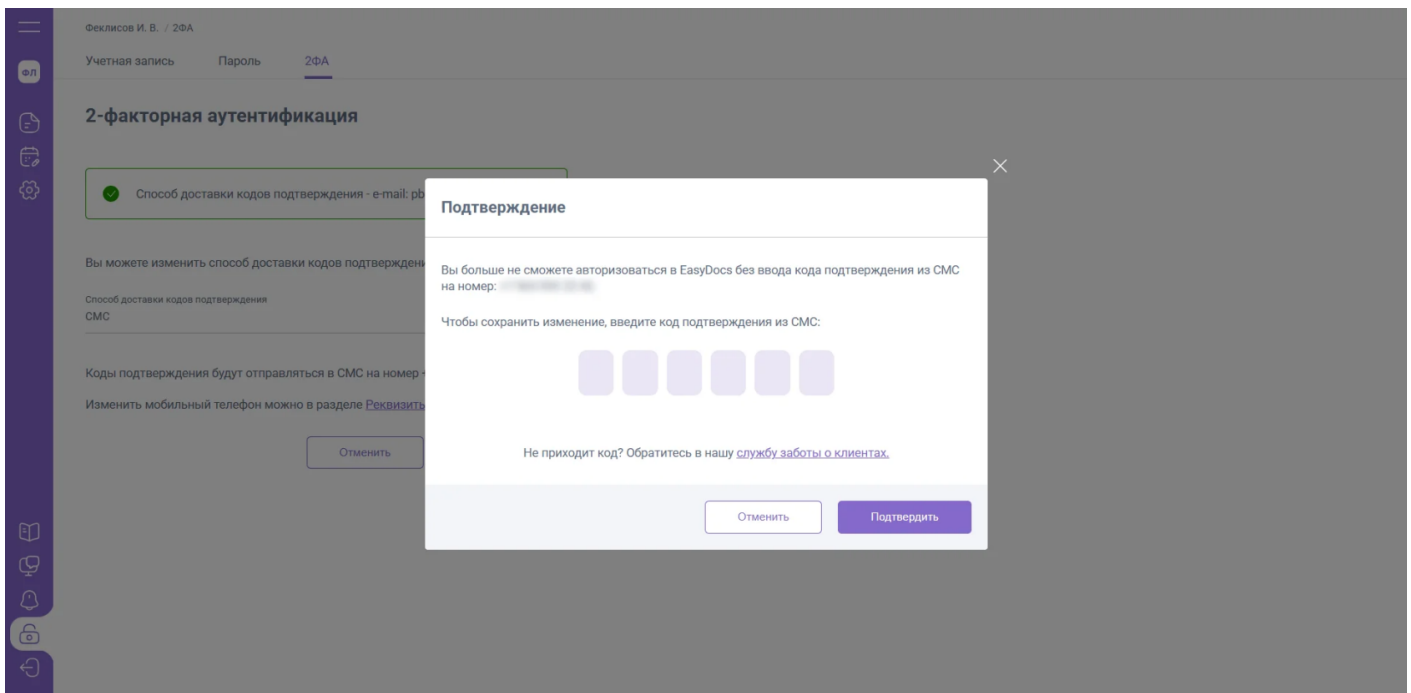 Феклисов И. В. / 2ФА
ФЛ
Учетная запись Пароль 2ФА
2-факторная аутентификация
Способ доставки кодов подтверждения - e-mail: pb
Вы можете изменить способ доставки кодов
Способ доставки кодов подтверждения
СМС
Коды подтверждения будут отправляться в СМС на номер
Изменить мобильный телефон можно в разделе
Отменить
Подтверждение
Вы больше не сможете авторизоваться в EasyDocs без ввода кода подтверждения из СМС
на номер:
Чтобы сохранить изменение, введите код подтверждения из СМС:
Не приходит код? Обратитесь в нашу службу заботы о клиентах.
Отменить Подтвердить